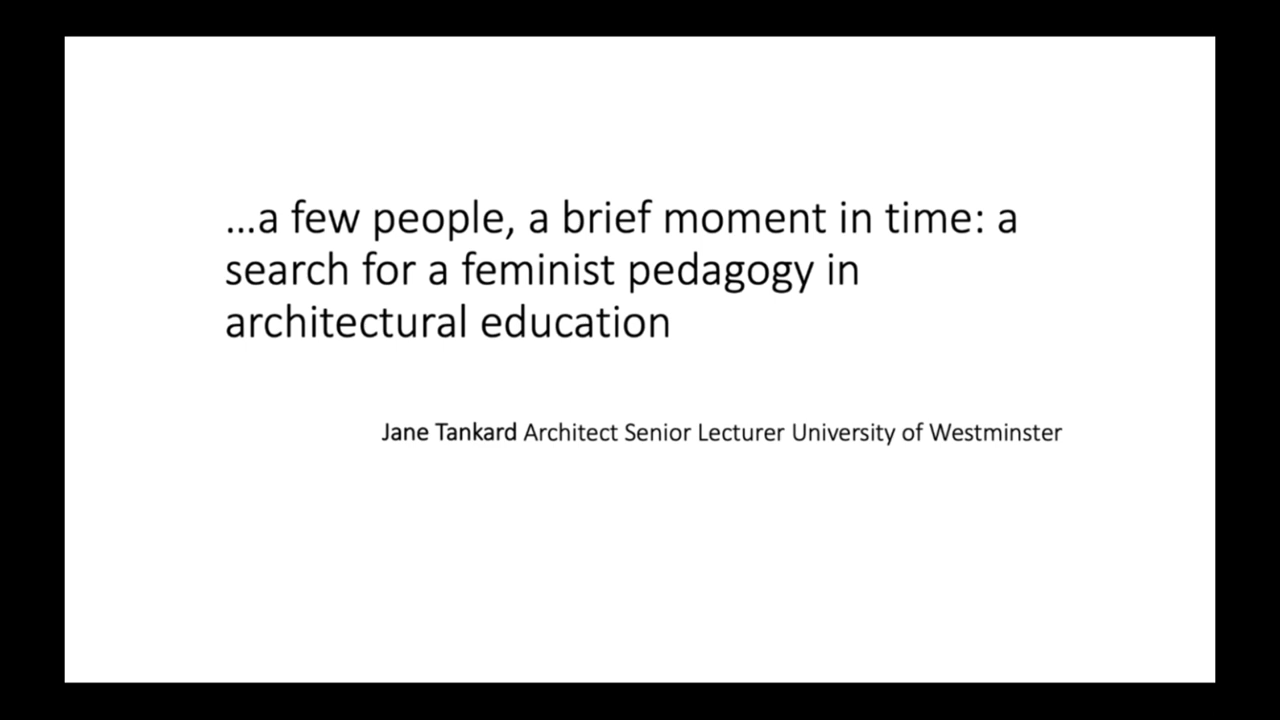 ...a few people, a brief moment in time: a
search for a feminist pedagogy in
architectural education
Jane Tankard Architect Senior Lecturer University of Westminster